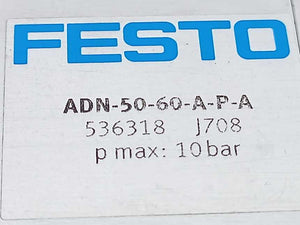 FESTO
ADN-50-60-A-P-A
536318 J708
p max: 10bar